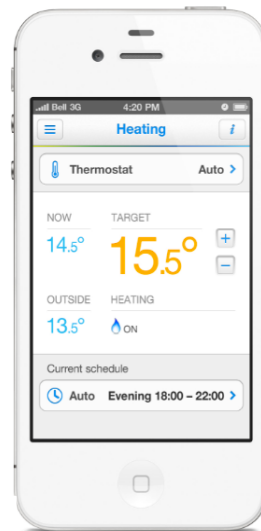 Bell 3G 4:20 PM
Heating i
Thermostat Auto >
NOW TARGET
14.5° 15.5° +
−
OUTSIDE HEATING
13.5° ON
Current schedule
Auto Evening 18:00 – 22:00 >